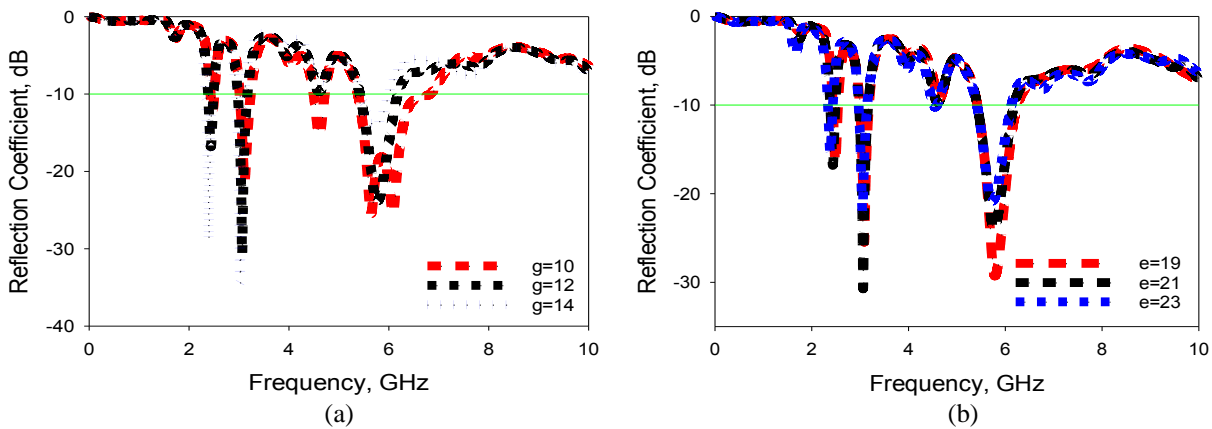 0
-10
-20
-30
-40
Reflection Coefficient, dB
g=10
g=12
g=14
0 2 4 6 8 10
Frequency, GHz
(a)
0
-10
-20
-30
Reflection Coefficient, dB
e=19
e=21
e=23
0 2 4 6 8 10
Frequency, GHz
(b)